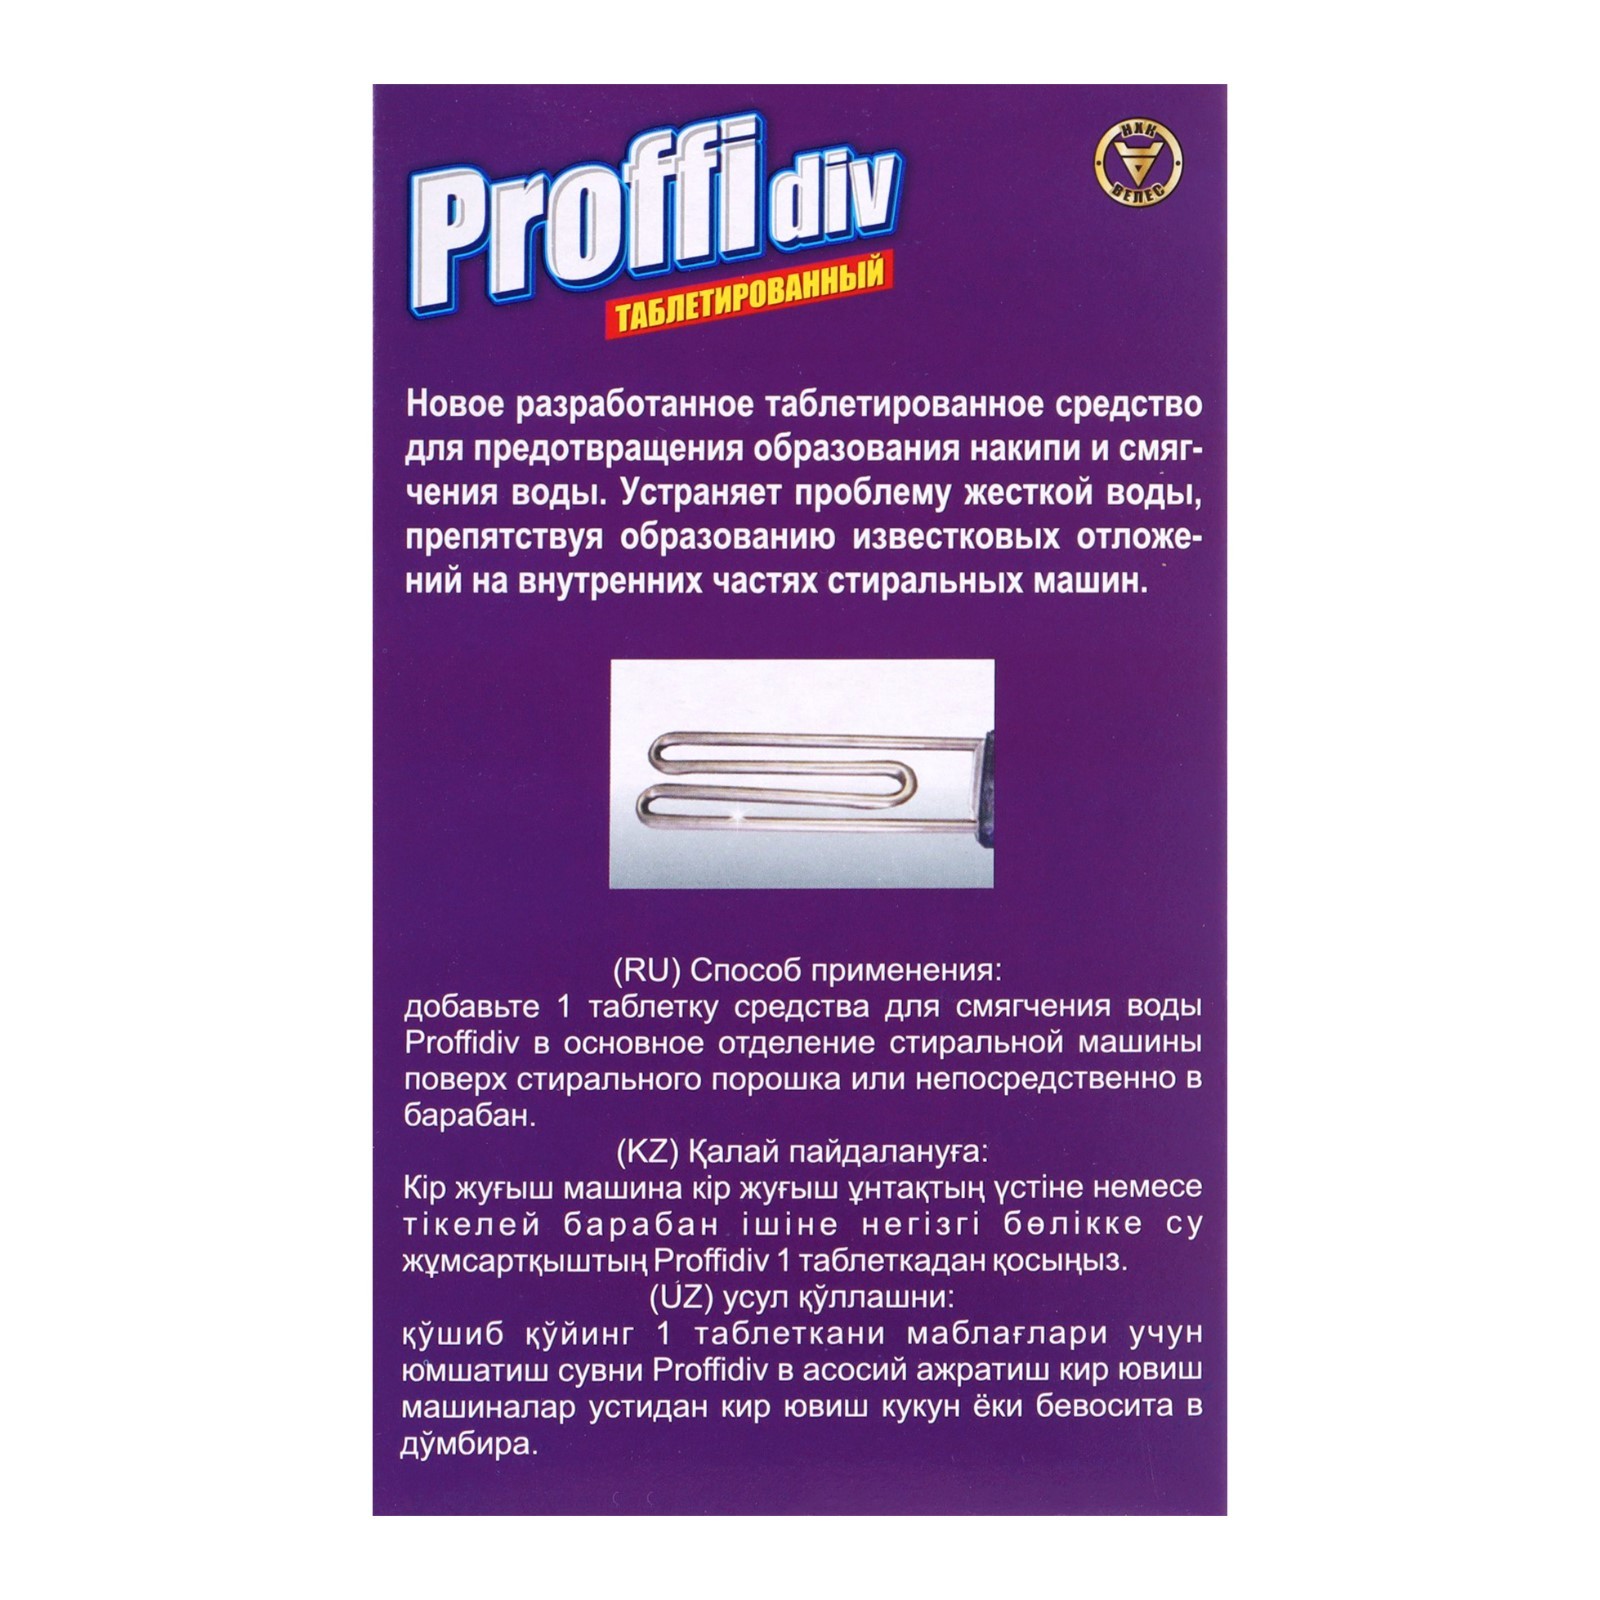 Proffidiv
НХК
ВЕЛЕС
ТАБЛЕТИРОВАННЫЙ
Новое разработанное таблетированное средство
для предотвращения образования накипи и смяг-
чения воды. Устраняет проблему жесткой воды,
препятствуя образованию известковых отложе-
ний на внутренних частях стиральных машин.
(RU) Способ применения:
добавьте 1 таблетку средства для смягчения воды
Proffidiv в основное отделение стиральной машины
поверх стирального порошка или непосредственно в
барабан.
(KZ) Қалай пайдалануға:
Кір жуғыш машина кір жуғыш ұнтақтың үстіне немесе
тікелей барабан ішіне негізгі бөлікке су
жұмсартқыштың Proffidiv 1 таблеткадан қосыңыз.
(UZ) усул қўллашни:
қўшиб қўйинг 1 таблеткани маблағлари учун
юмшатиш сувни Proffidiv в асосий ажратиш кир ювиш
машиналар устидан кир ювиш кукун ёки бевосита в
дўмбира.